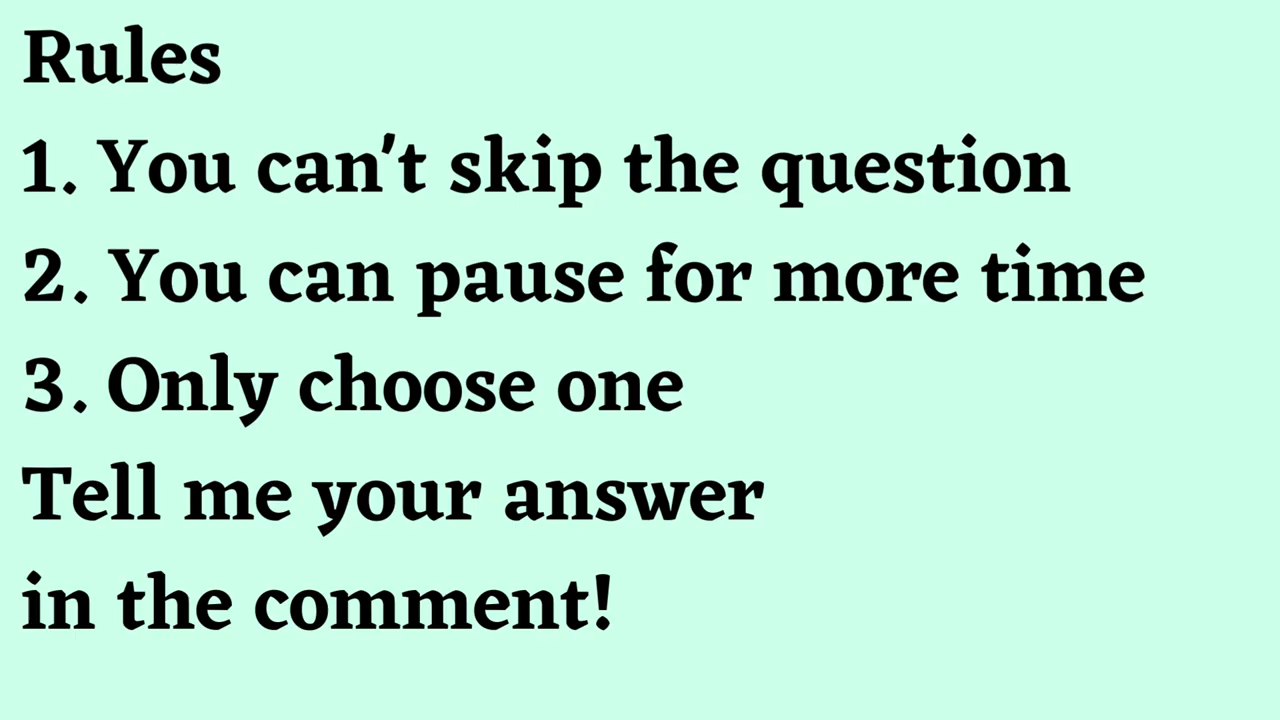 Rules
1. You can't skip the question
2. You can pause for more time
3. Only choose one
Tell me your answer
in the comment!